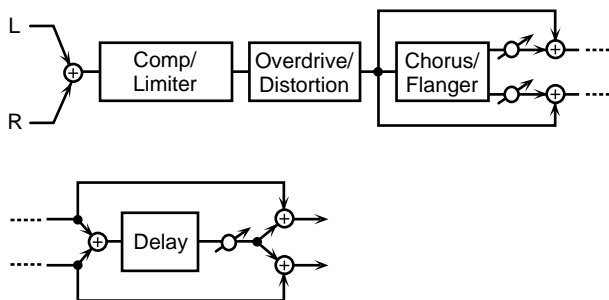 L
R
Comp/
Limiter
Overdrive/
Distortion
Chorus/
Flanger
Delay